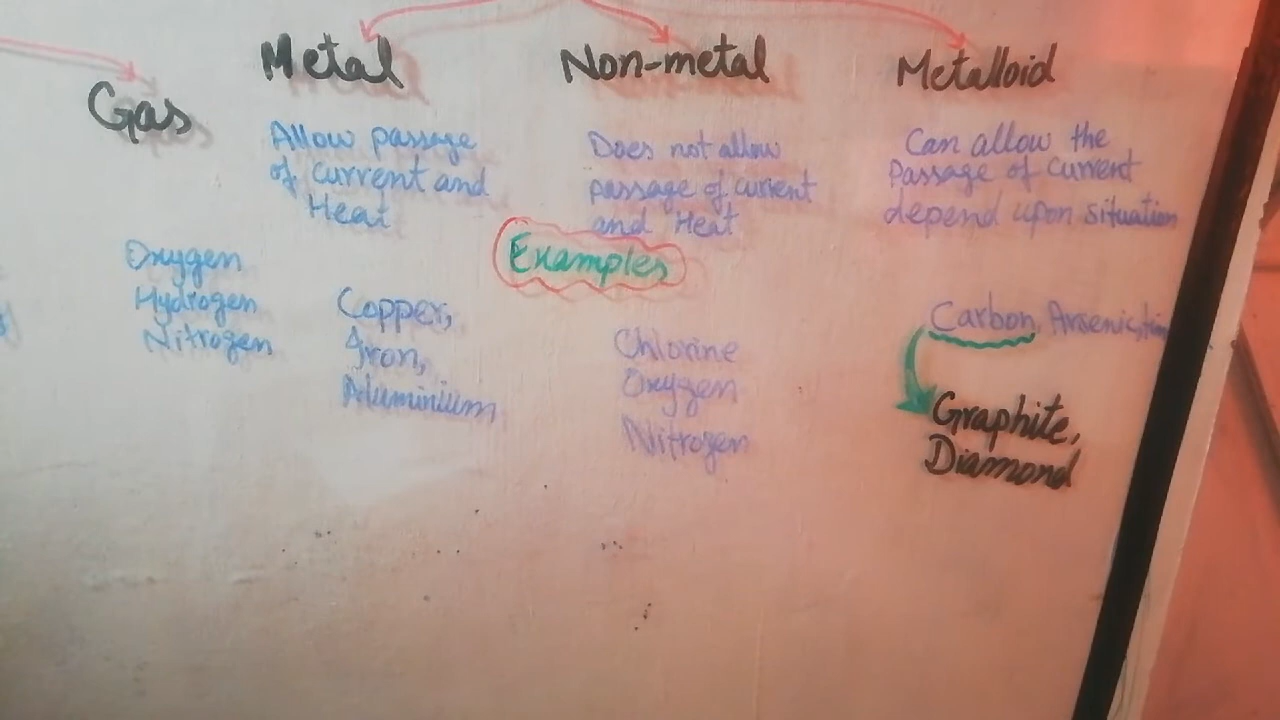 Gas
Oxygen
Hydrogen
Nitrogen
Metal
Allow passage
of current and
Heat
Copper,
Iron,
Aluminium
Non-metal
Does not allow
passage of current
and Heat
Examples
Chlorine
Oxygen
Nitrogen
Metalloid
Can allow the
Passage of Current
depend upon situation
Carbon, Arsenic,
Graphite,
Diamond